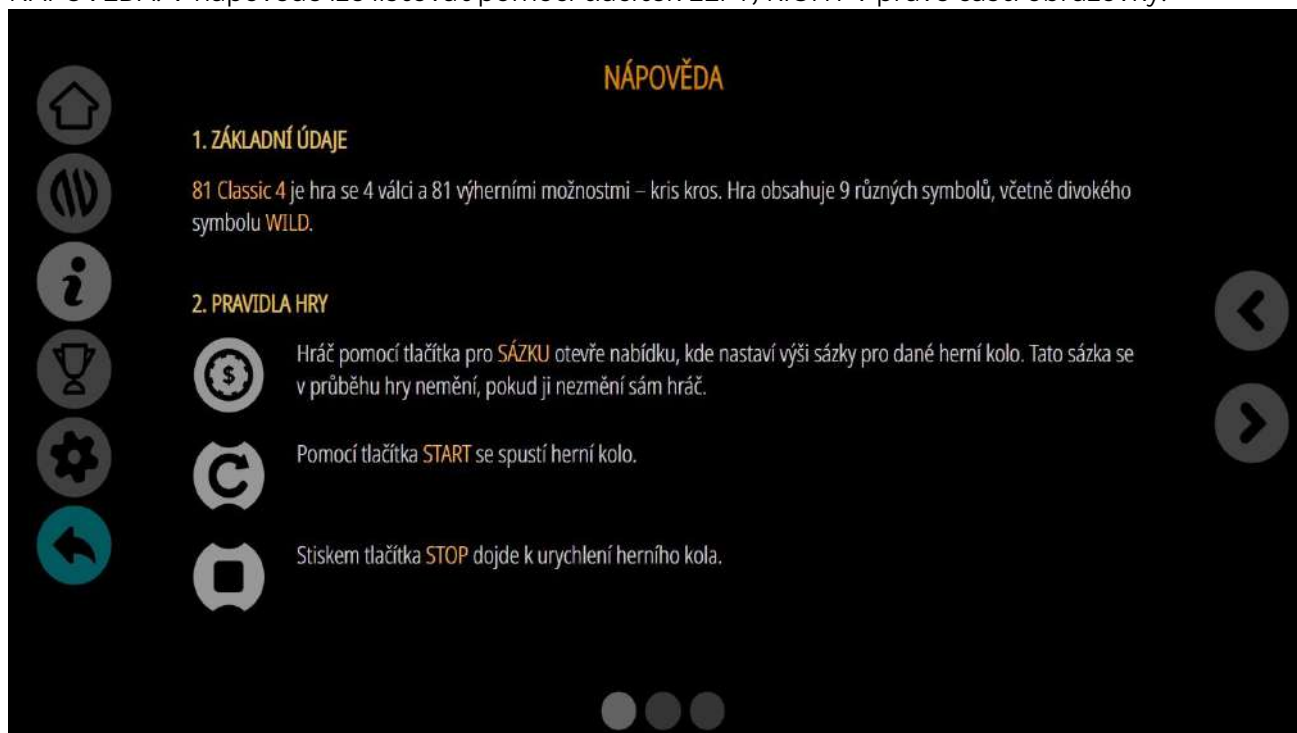 NÁPOVĚDA
1. ZÁKLADNÍ ÚDAJE
81 Classic 4 je hra se 4 válci a 81 výherními možnostmi – kris kros. Hra obsahuje 9 různých symbolů, včetně divokého
symbolu WILD.
2. PRAVIDLA HRY
Hráč pomocí tlačítka pro SÁZKU otevře nabídku, kde nastaví výši sázky pro dané herní kolo. Tato sázka se
v průběhu hry nemění, pokud ji nezmění sám hráč.
Pomocí tlačítka START se spustí herní kolo.
Stiskem tlačítka STOP dojde k urychlení herního kola.